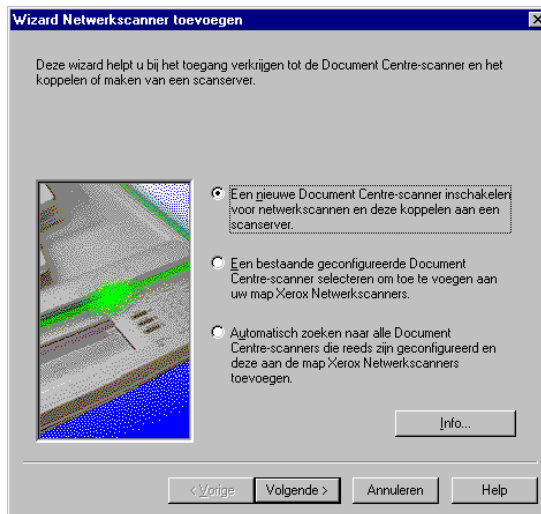 Wizard Netwerkscanner toevoegen
Deze wizard helpt u bij het toegang verkrijgen tot de Document Centre-scanner en het
koppelen of maken van een scanserver.
Een nieuwe Document Centre-scanner inschakelen
voor netwerkscannen en deze koppelen aan een
scanserver.
Een bestaande geconfigureerde Document
Centre-scanner selecteren om toe te voegen aan
uw map Xerox Netwerkscanners.
Automatisch zoeken naar alle Document
Centre-scanners die reeds zijn geconfigureerd en
deze aan de map Xerox Netwerkscanners
toevoegen.
Info...
< Vorige Volgende > Annuleren Help